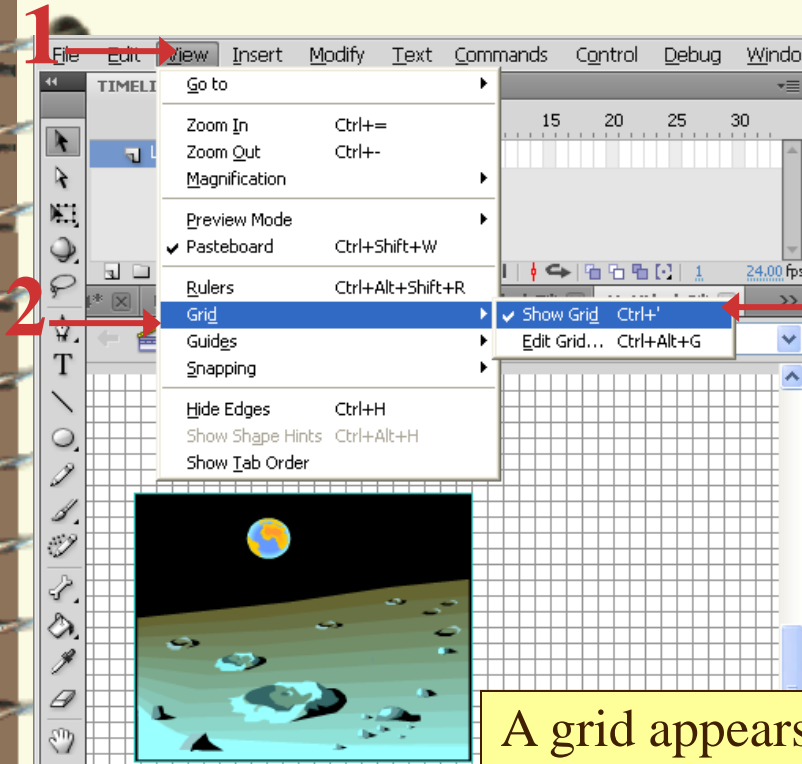 1
File Edit View Insert Modify Text Commands Control Debug Windo
TIMELI
Go to
15 20 25 30
Zoom In Ctrl+=
Zoom Out Ctrl+-
Magnification
Preview Mode
Pasteboard Ctrl+Shift+W
1 24.00 fps
Rulers Ctrl+Alt+Shift+R
2
Grid
Show Grid Ctrl+'
Guides
Edit Grid... Ctrl+Alt+G
Snapping
T
Hide Edges Ctrl+H
Show Shape Hints Ctrl+Alt+H
Show Tab Order
A grid appears